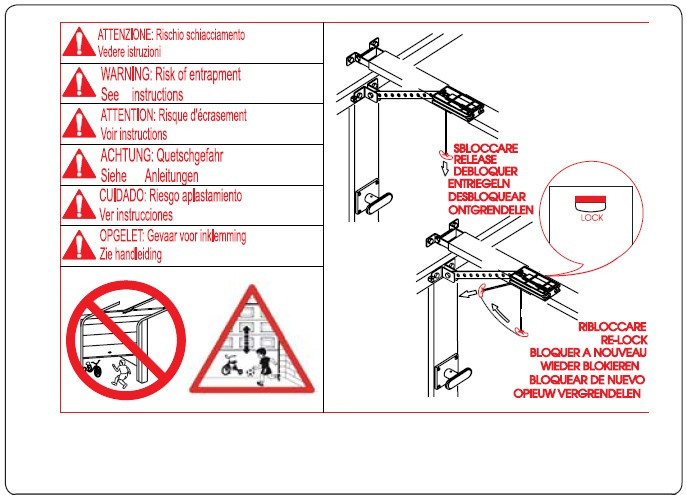 ATTENZIONE: Rischio schiacciamento
Vedere istruzioni
WARNING: Risk of entrapment
See instructions
ATTENTION: Risque d'écrasement
Voir instructions
ACHTUNG: Quetschgefahr
Siehe Anleitungen
CUIDADO: Riesgo aplastamiento
Ver instrucciones
OPGELET: Gevaar voor inklemming
Zie handleiding
SBLOCCARE
RELEASE
DEBLOQUER
ENTRIEGELN
DESBLOQUEAR
ONTGRENDELEN
LOCK
RIBLOCCARE
RE-LOCK
BLOQUER A NOUVEAU
WIEDER BLOKIEREN
BLOQUEAR DE NUEVO
OPIEUW VERGRENDELEN